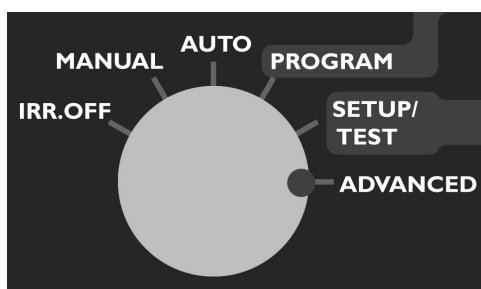 AUTO
MANUAL
PROGRAM
IRR.OFF
SETUP/
TEST
ADVANCED